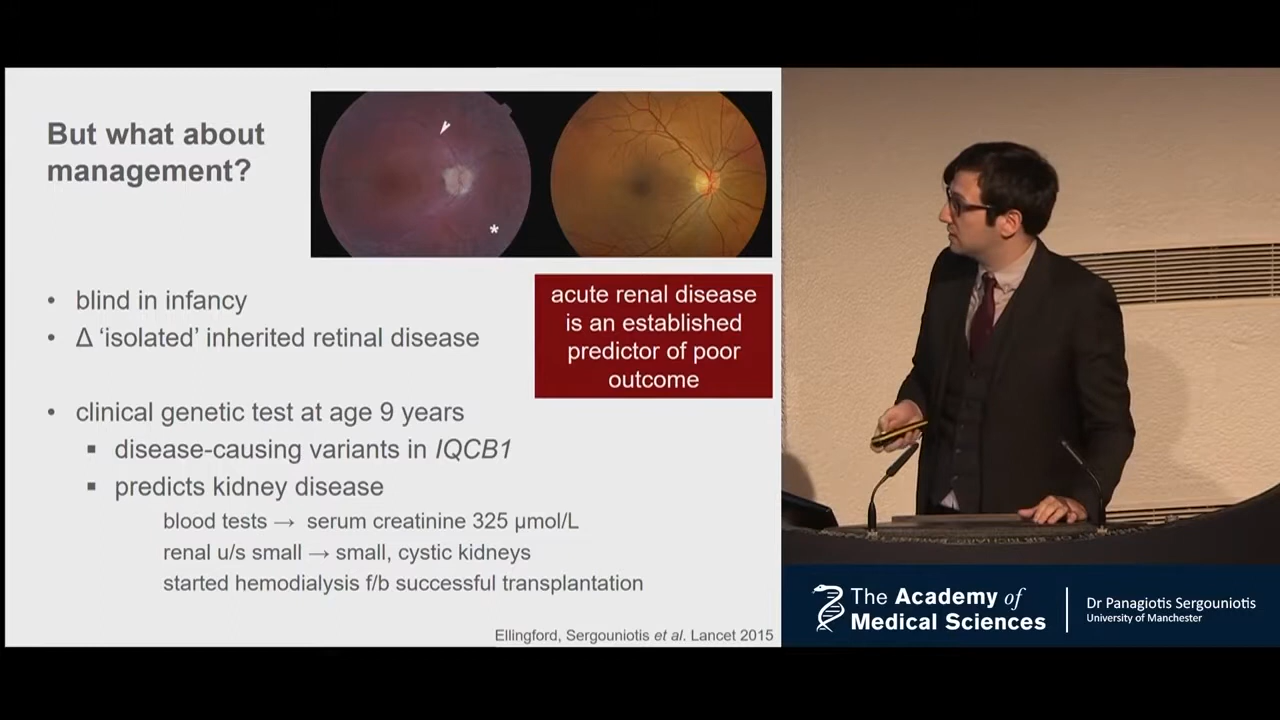 But what about
management?
*
• blind in infancy
• Δ ‘isolated’ inherited retinal disease
acute renal disease
is an established
predictor of poor
outcome
• clinical genetic test at age 9 years
▪ disease-causing variants in IQCB1
▪ predicts kidney disease
blood tests → serum creatinine 325 μmol/L
renal u/s small → small, cystic kidneys
started hemodialysis f/b successful transplantation
Ellingford, Sergouniotis et al. Lancet 2015
The Academy of
Medical Sciences
Dr Panagiotis Sergouniotis
University of Manchester